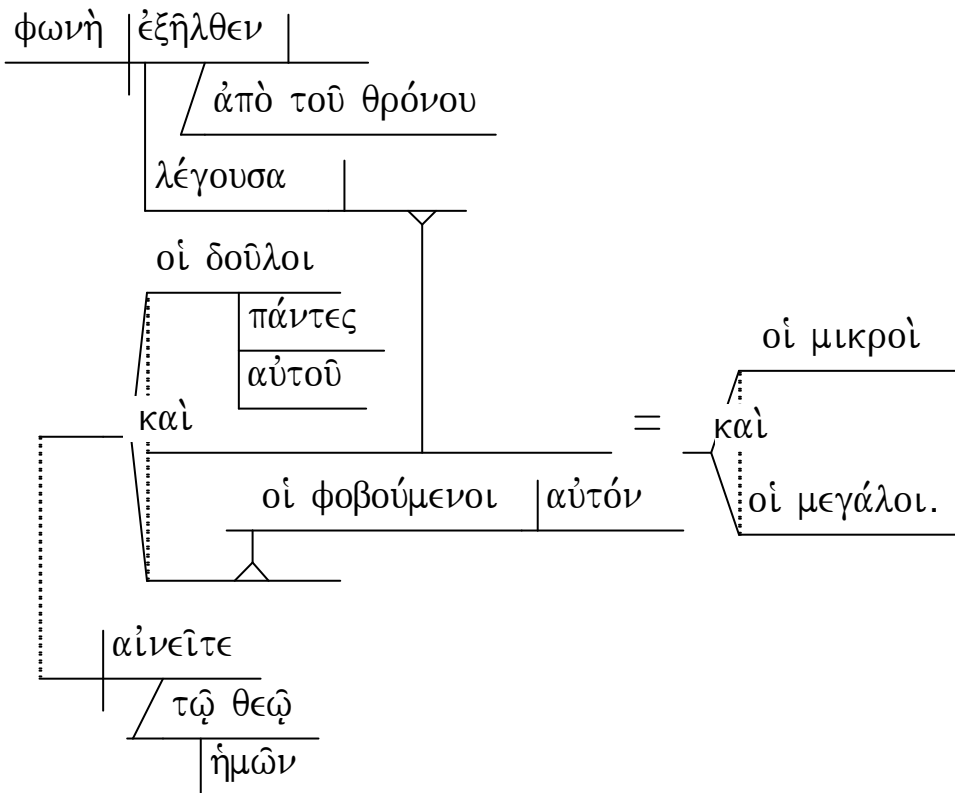 φωνὴ ἐξῆλθεν
ἀπὸ τοῦ θρόνου
λέγουσα
οἱ δοῦλοι
πάντες
αὐτοῦ
καὶ
οἱ φοβούμενοι αὐτόν
=
οἱ μικροὶ
καὶ
οἱ μεγάλοι.
αἰνεῖτε
τῷ θεῷ
ἡμῶν